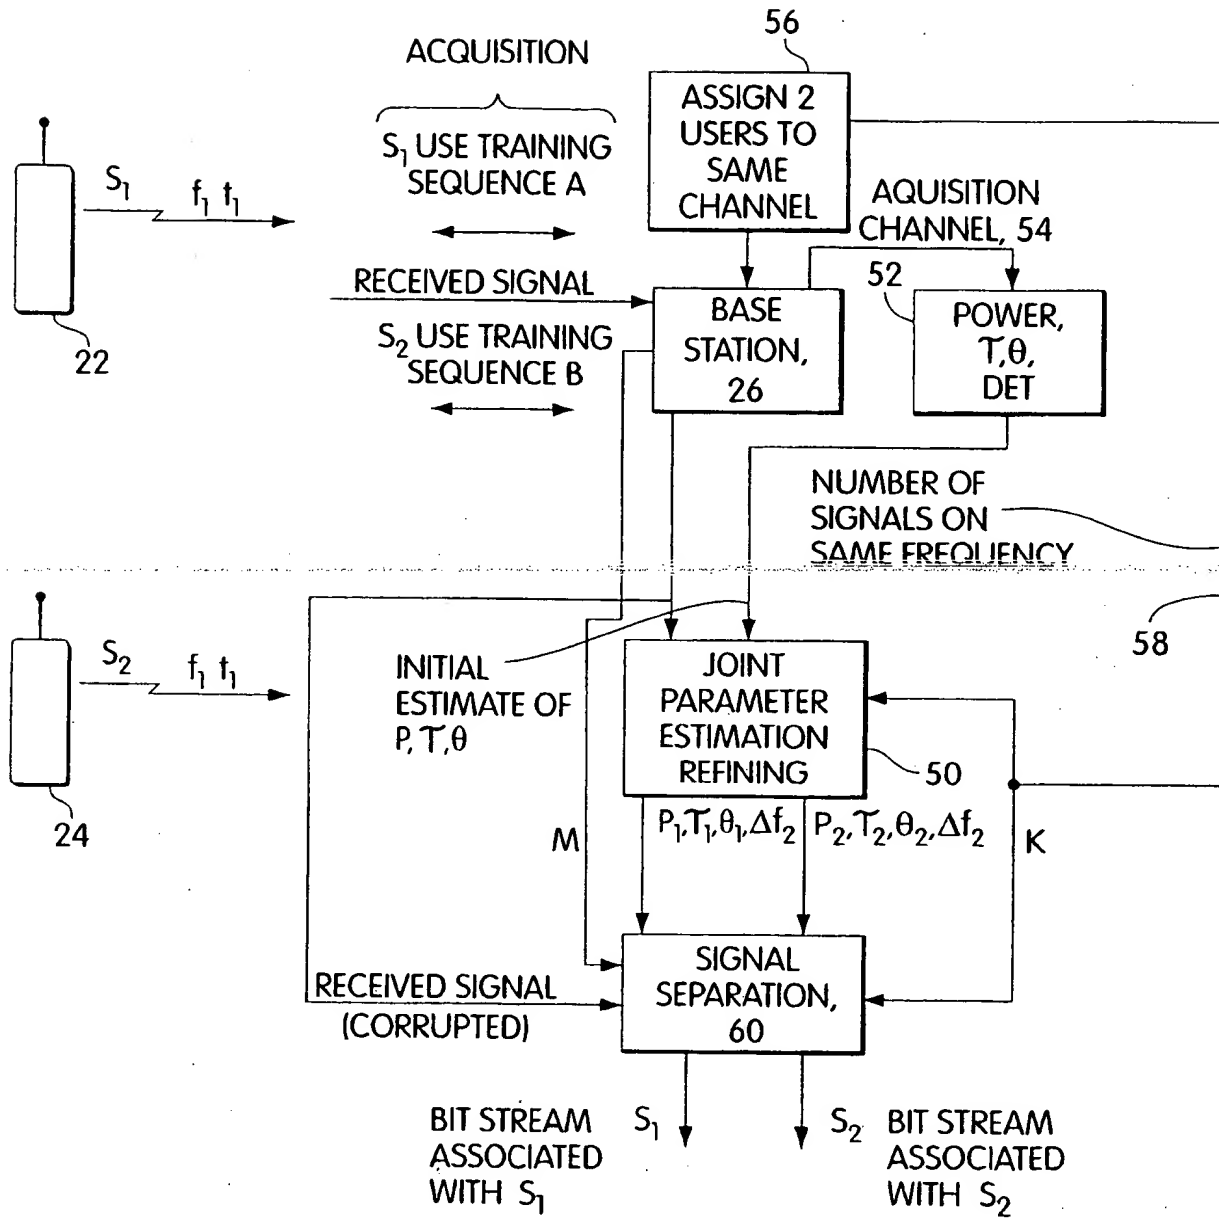 56
ACQUISITION
ASSIGN 2
USERS TO
SAME
CHANNEL
S₁ USE TRAINING
SEQUENCE A
S₁
f₁ t₁
AQUISITION
CHANNEL, 54
RECEIVED SIGNAL
52
BASE
STATION,
26
POWER,
τ,θ,
DET
S₂ USE TRAINING
SEQUENCE B
22
NUMBER OF
SIGNALS ON
SAME FREQUENCY
58
S₂
f₁ t₁
INITIAL
ESTIMATE OF
P,τ,θ
JOINT
PARAMETER
ESTIMATION
REFINING
50
24
M
P₁,τ₁,θ₁,Δf₂
P₂,τ₂,θ₂,Δf₂
K
SIGNAL
SEPARATION,
60
RECEIVED SIGNAL
(CORRUPTED)
S₁
S₂
BIT STREAM
ASSOCIATED
WITH S₁
BIT STREAM
ASSOCIATED
WITH S₂